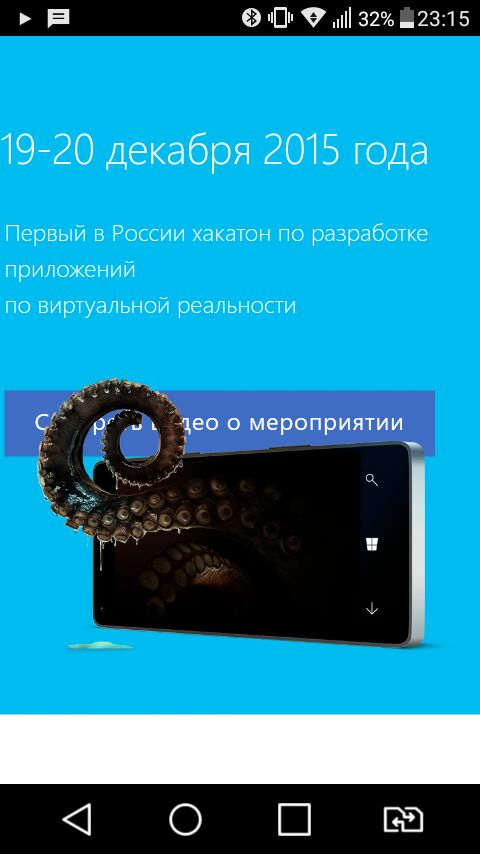 32% 23:15
19-20 декабря 2015 года
Первый в России хакатон по разработке
приложений
по виртуальной реальности
о мероприятии